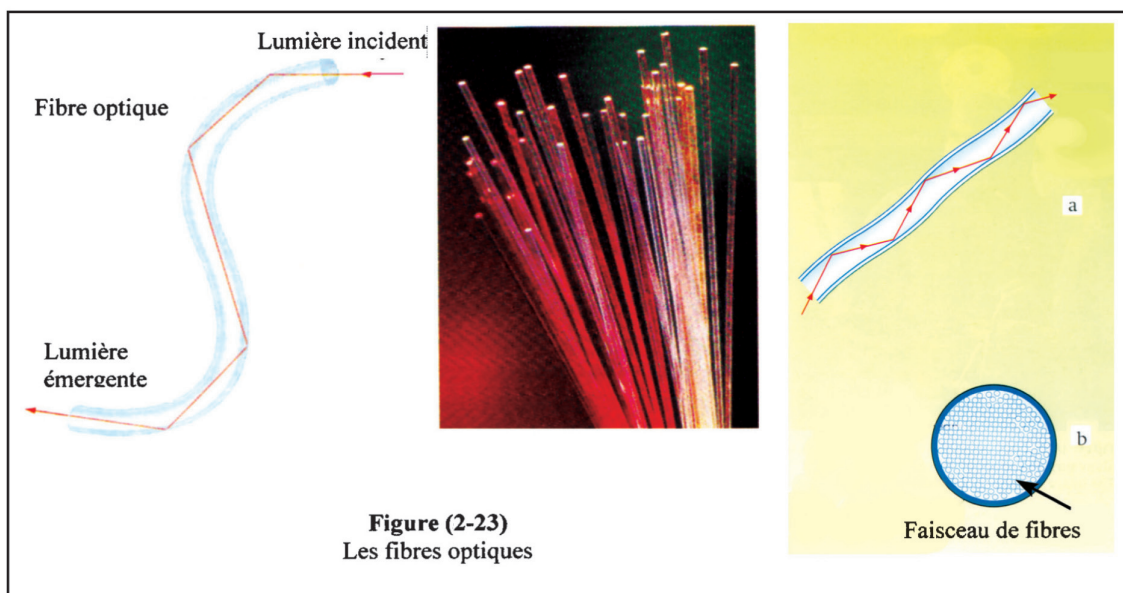 Lumière incident
Fibre optique
Lumière
émergente
a
b
Faisceau de fibres
Figure (2-23)
Les fibres optiques